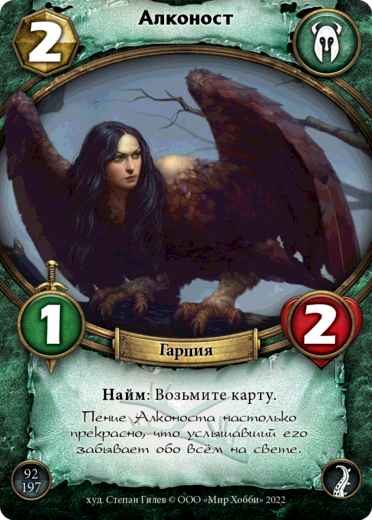 Алконост
2
1
2
Гарпия
Найм: Возьмите карту.
Пение Алконоста настолько
прекрасно, что услышавший его
забывает обо всём на свете.
92
197
худ. Степан Гилев © ООО «Мир Хобби» 2022